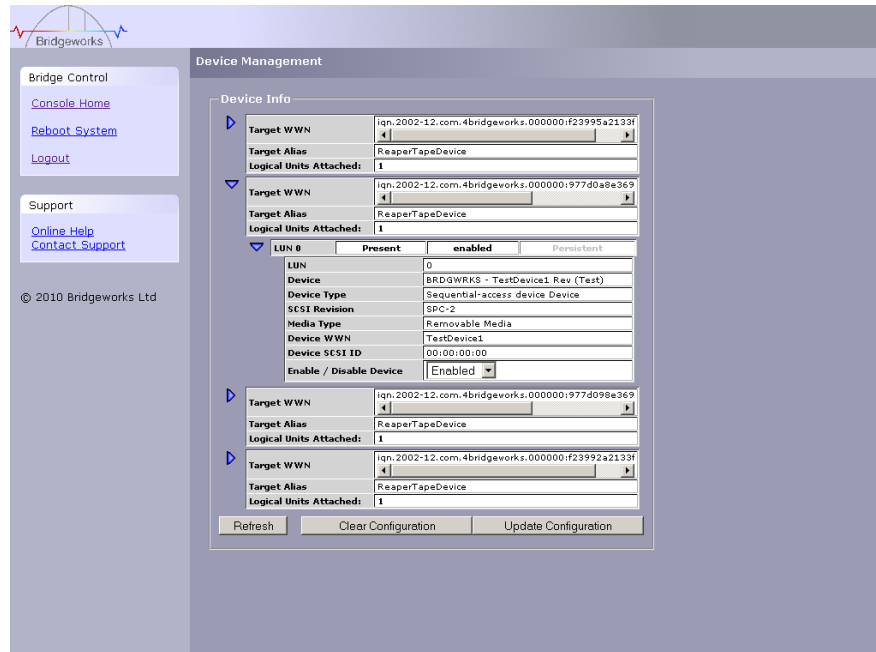 Bridgeworks
Device Management
Bridge Control
Console Home
Reboot System
Logout
Support
Online Help
Contact Support
© 2010 Bridgeworks Ltd
Device Info
Target WWN iqn.2002-12.com.4bridgeworks.000000:f23995a2133f
Target Alias ReaperTapeDevice
Logical Units Attached: 1
Target WWN iqn.2002-12.com.4bridgeworks.000000:977d0a8e369
Target Alias ReaperTapeDevice
Logical Units Attached: 1
LUN 0 Present enabled Persistent
LUN 0
Device BRDGWRKS - TestDevice1 Rev (Test)
Device Type Sequential-access device Device
SCSI Revision SPC-2
Media Type Removable Media
Device WWN TestDevice1
Device SCSI ID 00:00:00:00
Enable / Disable Device Enabled
Target WWN iqn.2002-12.com.4bridgeworks.000000:977d098e369
Target Alias ReaperTapeDevice
Logical Units Attached: 1
Target WWN iqn.2002-12.com.4bridgeworks.000000:f23992a2133f
Target Alias ReaperTapeDevice
Logical Units Attached: 1
Refresh Clear Configuration Update Configuration